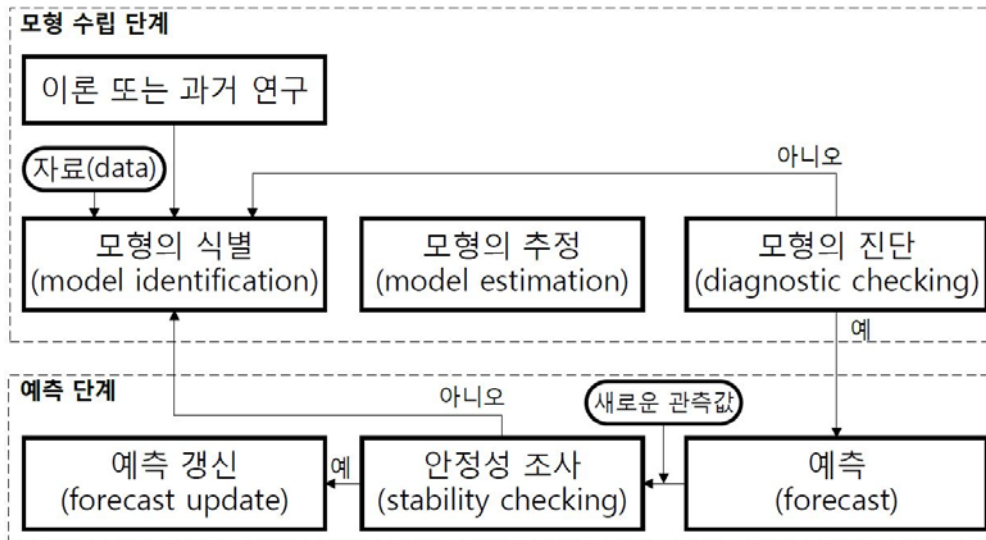 모형 수립 단계
이론 또는 과거 연구
자료(data)
아니오
모형의 식별
(model identification)
모형의 추정
(model estimation)
모형의 진단
(diagnostic checking)
예
예측 단계
아니오
새로운 관측값
예측 갱신
(forecast update)
예
안정성 조사
(stability checking)
예측
(forecast)